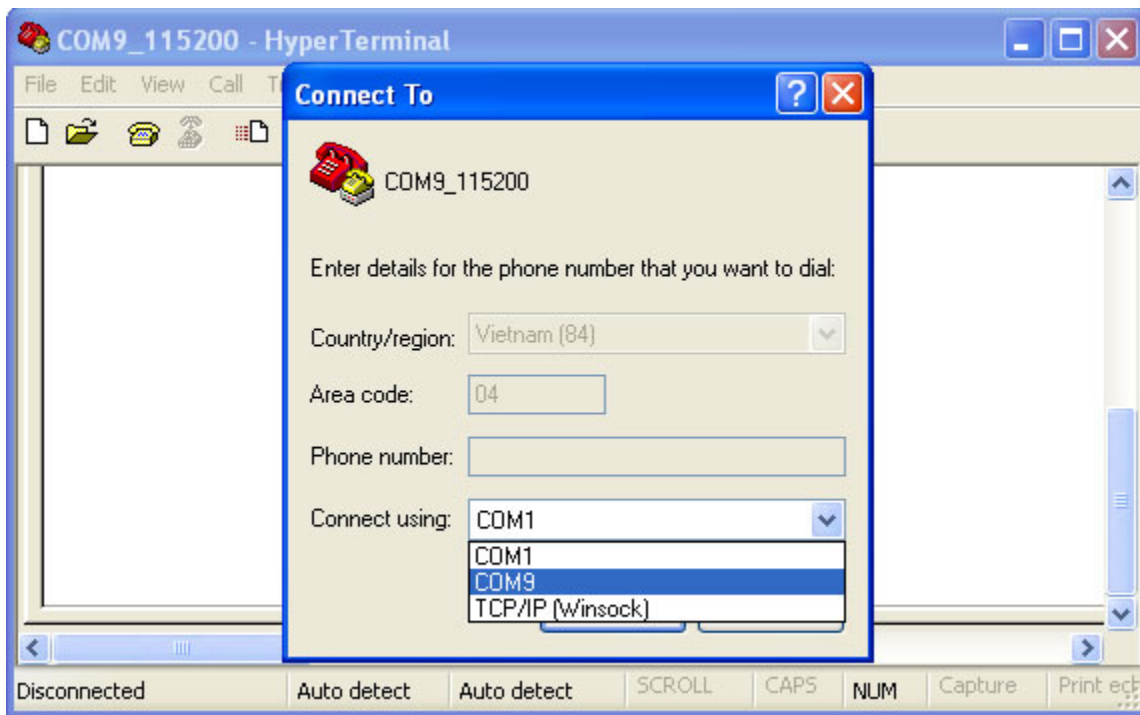 COM9_115200 - HyperTerminal
File Edit View Call
Connect To
COM9_115200
Enter details for the phone number that you want to dial:
Country/region: Vietnam (84)
Area code: 04
Phone number:
Connect using: COM1
COM1
COM9
TCP/IP (Winsock)
Disconnected Auto detect Auto detect SCROLL CAPS NUM Capture Print